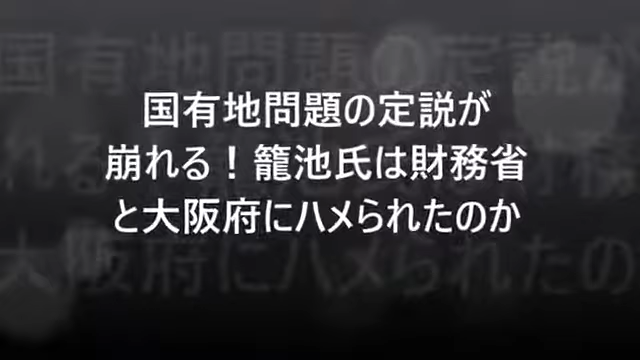 国有地問題の定説が
崩れる！籠池氏は財務省
と大阪府にハメられたのか